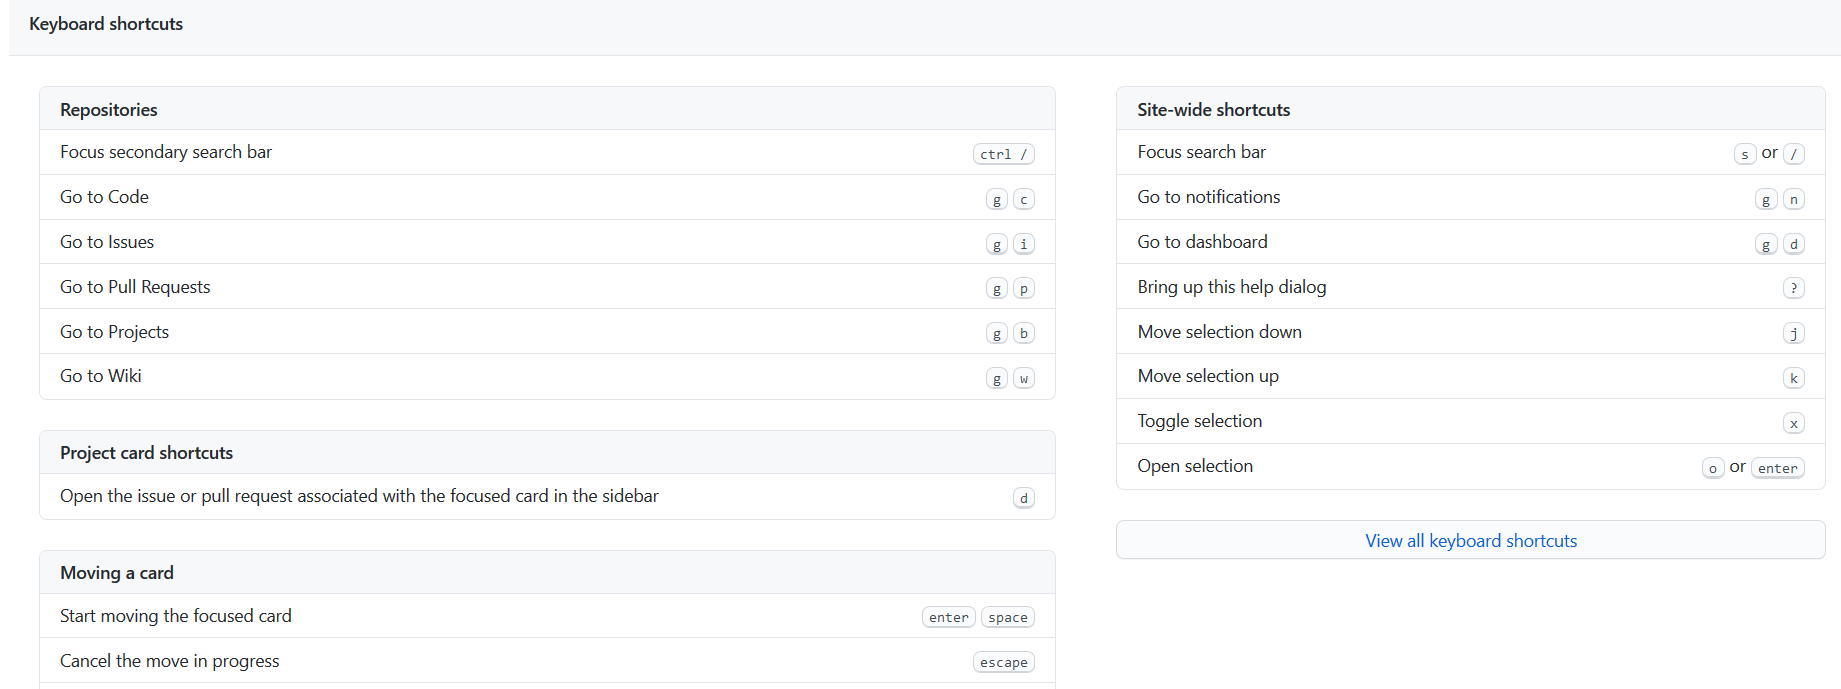 Keyboard shortcuts
Repositories
Focus secondary search bar ctrl /
Go to Code g c
Go to Issues g i
Go to Pull Requests g p
Go to Projects g b
Go to Wiki g w
Project card shortcuts
Open the issue or pull request associated with the focused card in the sidebar d
Moving a card
Start moving the focused card enter space
Cancel the move in progress escape
Site-wide shortcuts
Focus search bar s or /
Go to notifications g n
Go to dashboard g d
Bring up this help dialog ?
Move selection down j
Move selection up k
Toggle selection x
Open selection o or enter
View all keyboard shortcuts